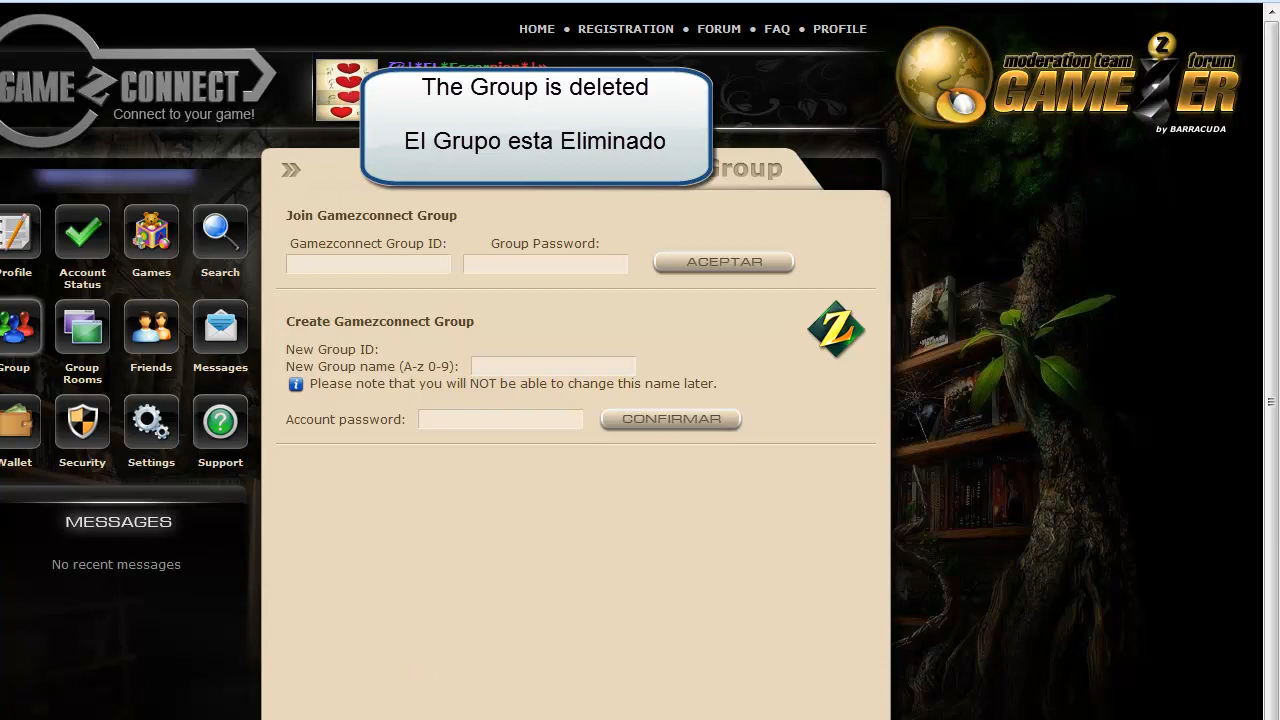 HOME ● REGISTRATION ● FORUM ● FAQ ● PROFILE
GAME Z CONNECT
Connect to your game!
moderation team Z forum
GAMEZER
by BARRACUDA
The Group is deleted
El Grupo esta Eliminado
Group
Join Gamezconnect Group
Gamezconnect Group ID: Group Password:
ACEPTAR
Create Gamezconnect Group
New Group ID:
New Group name (A-z 0-9):
Please note that you will NOT be able to change this name later.
Account password: CONFIRMAR
Z
Profile Account Status Games Search
Group Group Rooms Friends Messages
Wallet Security Settings Support
MESSAGES
No recent messages